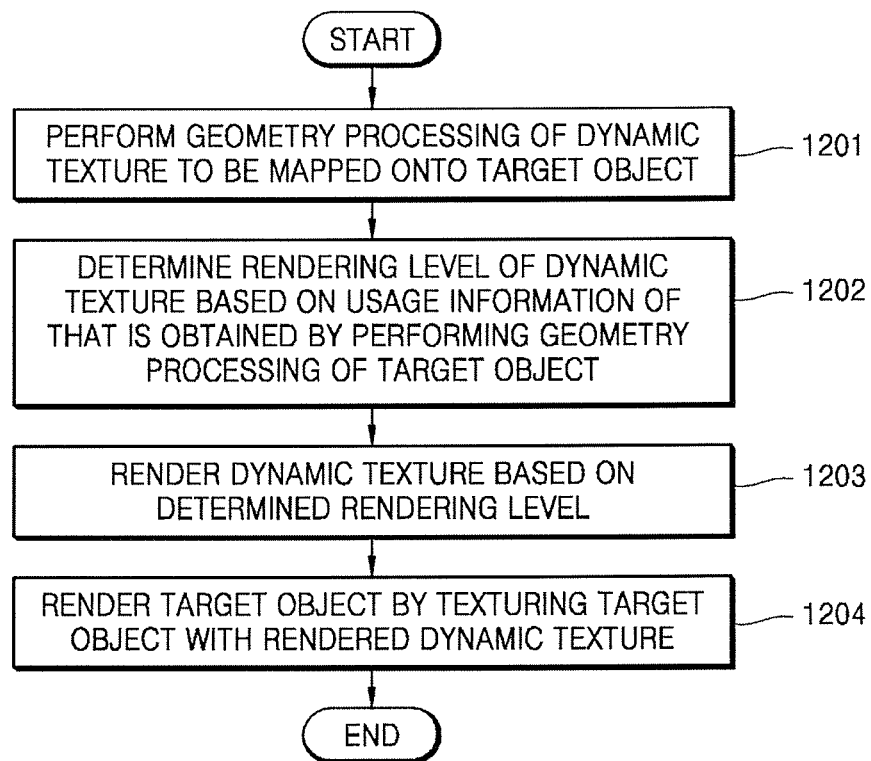 START
PERFORM GEOMETRY PROCESSING OF DYNAMIC
TEXTURE TO BE MAPPED ONTO TARGET OBJECT
1201
DETERMINE RENDERING LEVEL OF DYNAMIC
TEXTURE BASED ON USAGE INFORMATION OF
THAT IS OBTAINED BY PERFORMING GEOMETRY
PROCESSING OF TARGET OBJECT
1202
RENDER DYNAMIC TEXTURE BASED ON
DETERMINED RENDERING LEVEL
1203
RENDER TARGET OBJECT BY TEXTURING TARGET
OBJECT WITH RENDERED DYNAMIC TEXTURE
1204
END